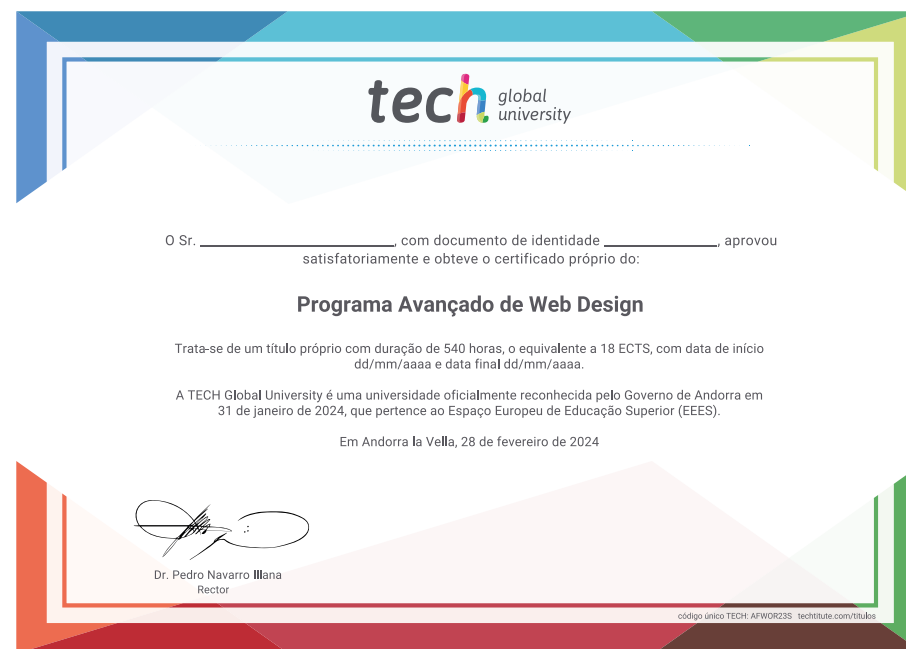 tech global university
O Sr. , com documento de identidade , aprovou
satisfatoriamente e obteve o certificado próprio do:
Programa Avançado de Web Design
Trata-se de um título próprio com duração de 540 horas, o equivalente a 18 ECTS, com data de início
dd/mm/aaaa e data final dd/mm/aaaa.
A TECH Global University é uma universidade oficialmente reconhecida pelo Governo de Andorra em
31 de janeiro de 2024, que pertence ao Espaço Europeu de Educação Superior (EEES).
Em Andorra la Vella, 28 de fevereiro de 2024
Dr. Pedro Navarro Illana
Rector
código único TECH: AFWOR23S techtitute.com/titulos